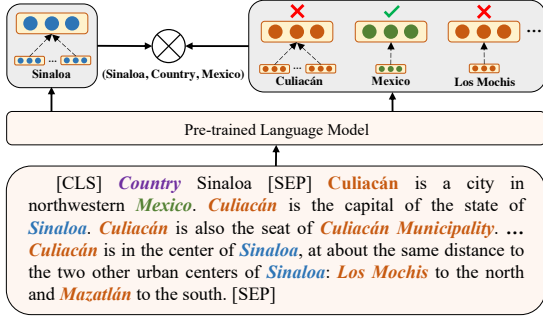 Sinaloa
(Sinaloa, Country, Mexico)
Culiacán
Mexico
Los Mochis
Pre-trained Language Model
[CLS] Country Sinaloa [SEP] Culiacán is a city in
northwestern Mexico. Culiacán is the capital of the state of
Sinaloa. Culiacán is also the seat of Culiacán Municipality. ...
Culiacán is in the center of Sinaloa, at about the same distance to
the two other urban centers of Sinaloa: Los Mochis to the north
and Mazatlán to the south. [SEP]